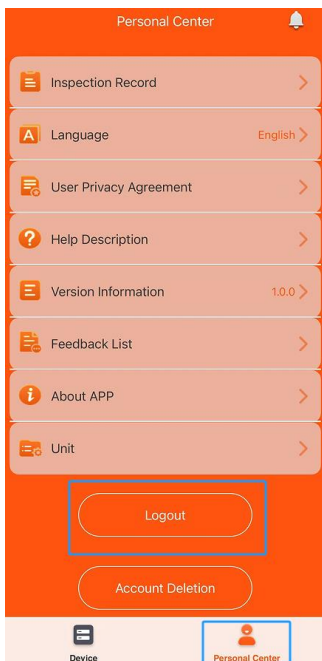 Personal Center
Inspection Record
Language English
User Privacy Agreement
Help Description
Version Information 1.0.0
Feedback List
About APP
Unit
Logout
Account Deletion
Device Personal Center